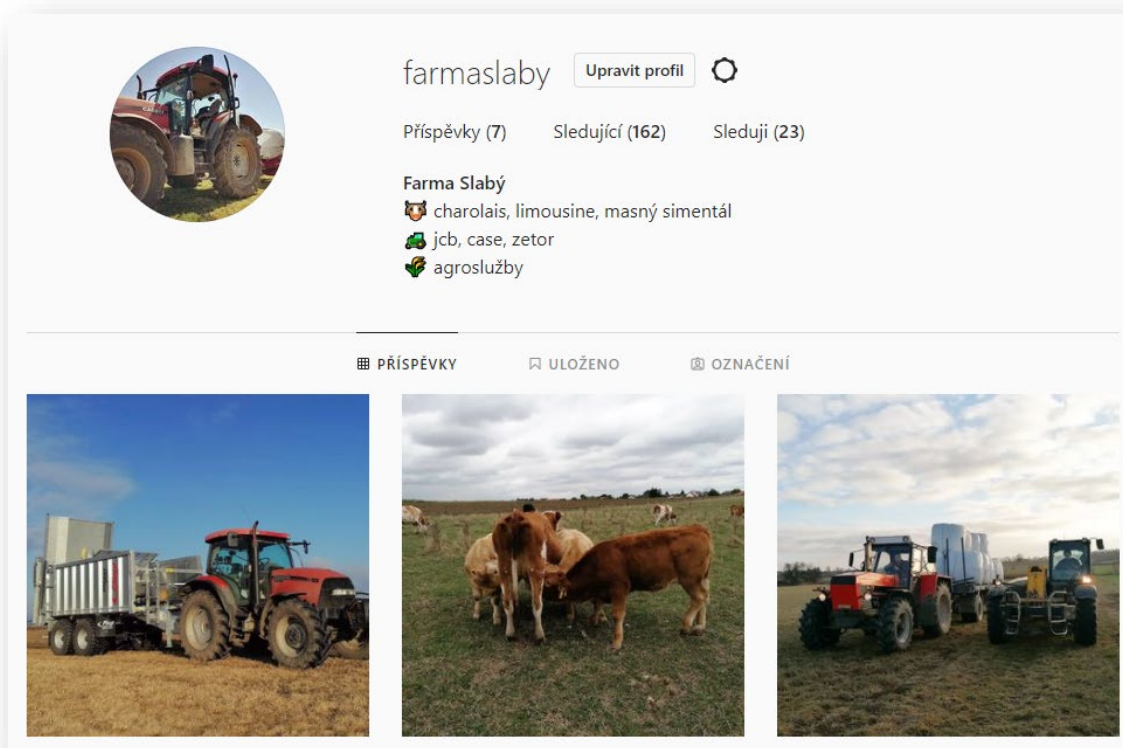 farmaslaby Upravit profil
Příspěvky (7) Sledující (162) Sleduji (23)
Farma Slabý
charolais, limousine, masný simentál
jcb, case, zetor
agroslužby
PŘÍSPĚVKY ULOŽENO OZNAČENÍ